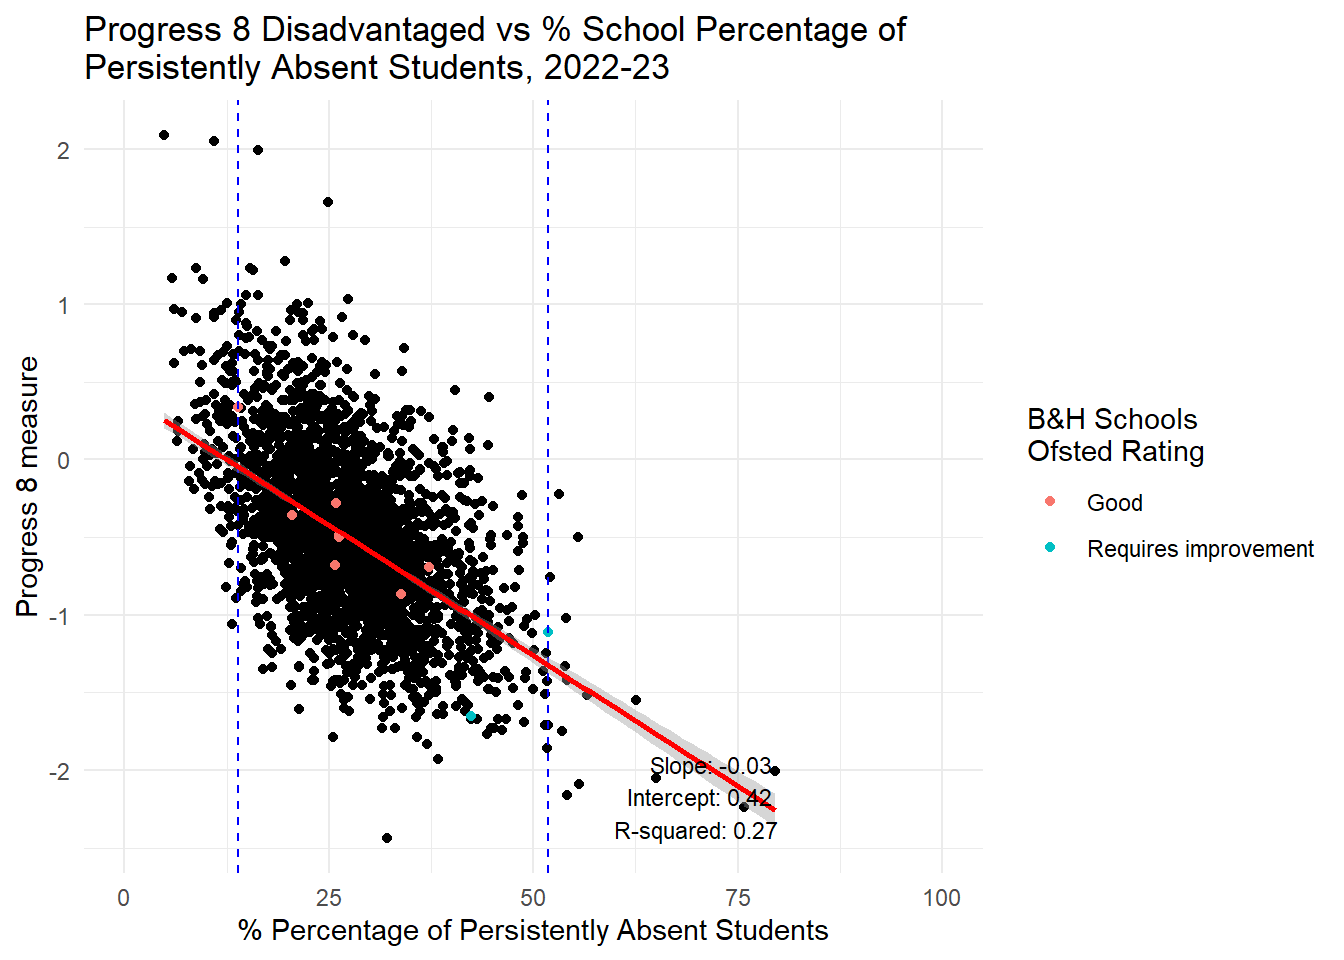 Progress 8 Disadvantaged vs % School Percentage of
Persistently Absent Students, 2022-23
2
1
0
-1
-2
Progress 8 measure
Slope: -0.03
Intercept: 0.42
R-squared: 0.27
0
25
50
75
100
% Percentage of Persistently Absent Students
B&H Schools
Ofsted Rating
Good
Requires improvement